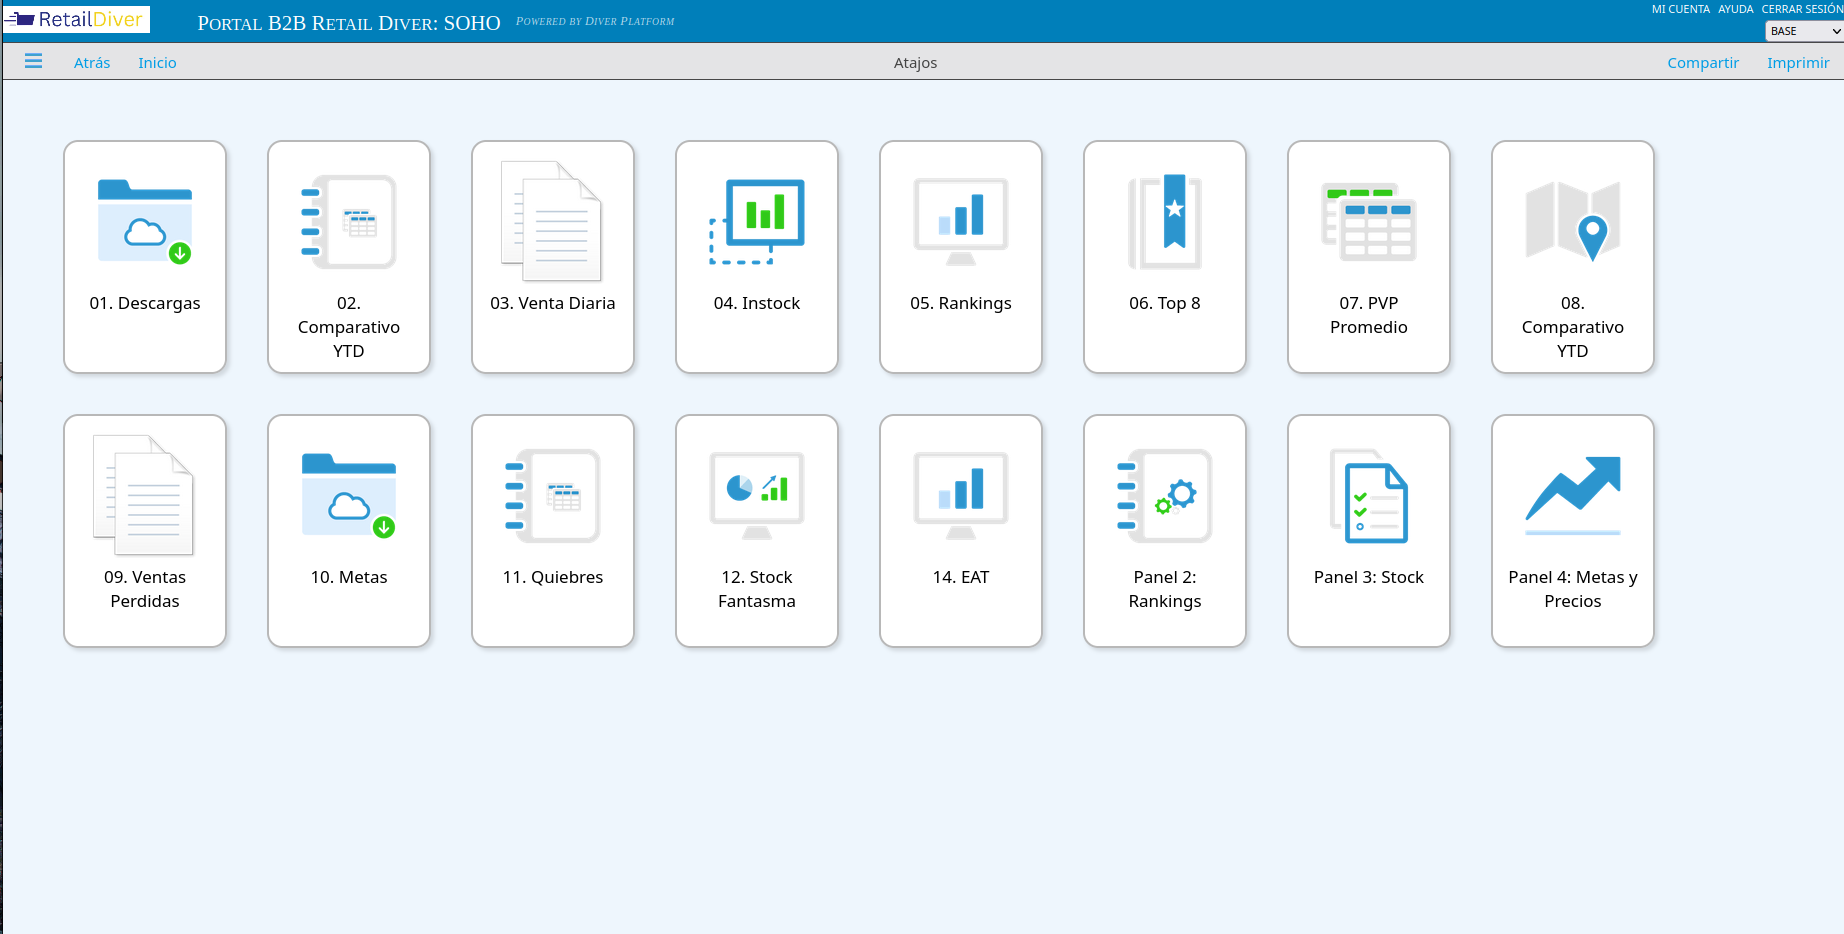 RetailDiver
PORTAL B2B RETAIL DIVER: SOHO
POWERED BY DIVER PLATFORM
MI CUENTA AYUDA CERRAR SESIÓN
BASE
Atrás Inicio Atajos Compartir Imprimir
01. Descargas
02.
Comparativo
YTD
03. Venta Diaria
04. Instock
05. Rankings
06. Top 8
07. PVP
Promedio
08.
Comparativo
YTD
09. Ventas
Perdidas
10. Metas
11. Quiebres
12. Stock
Fantasma
14. EAT
Panel 2:
Rankings
Panel 3: Stock
Panel 4: Metas y
Precios